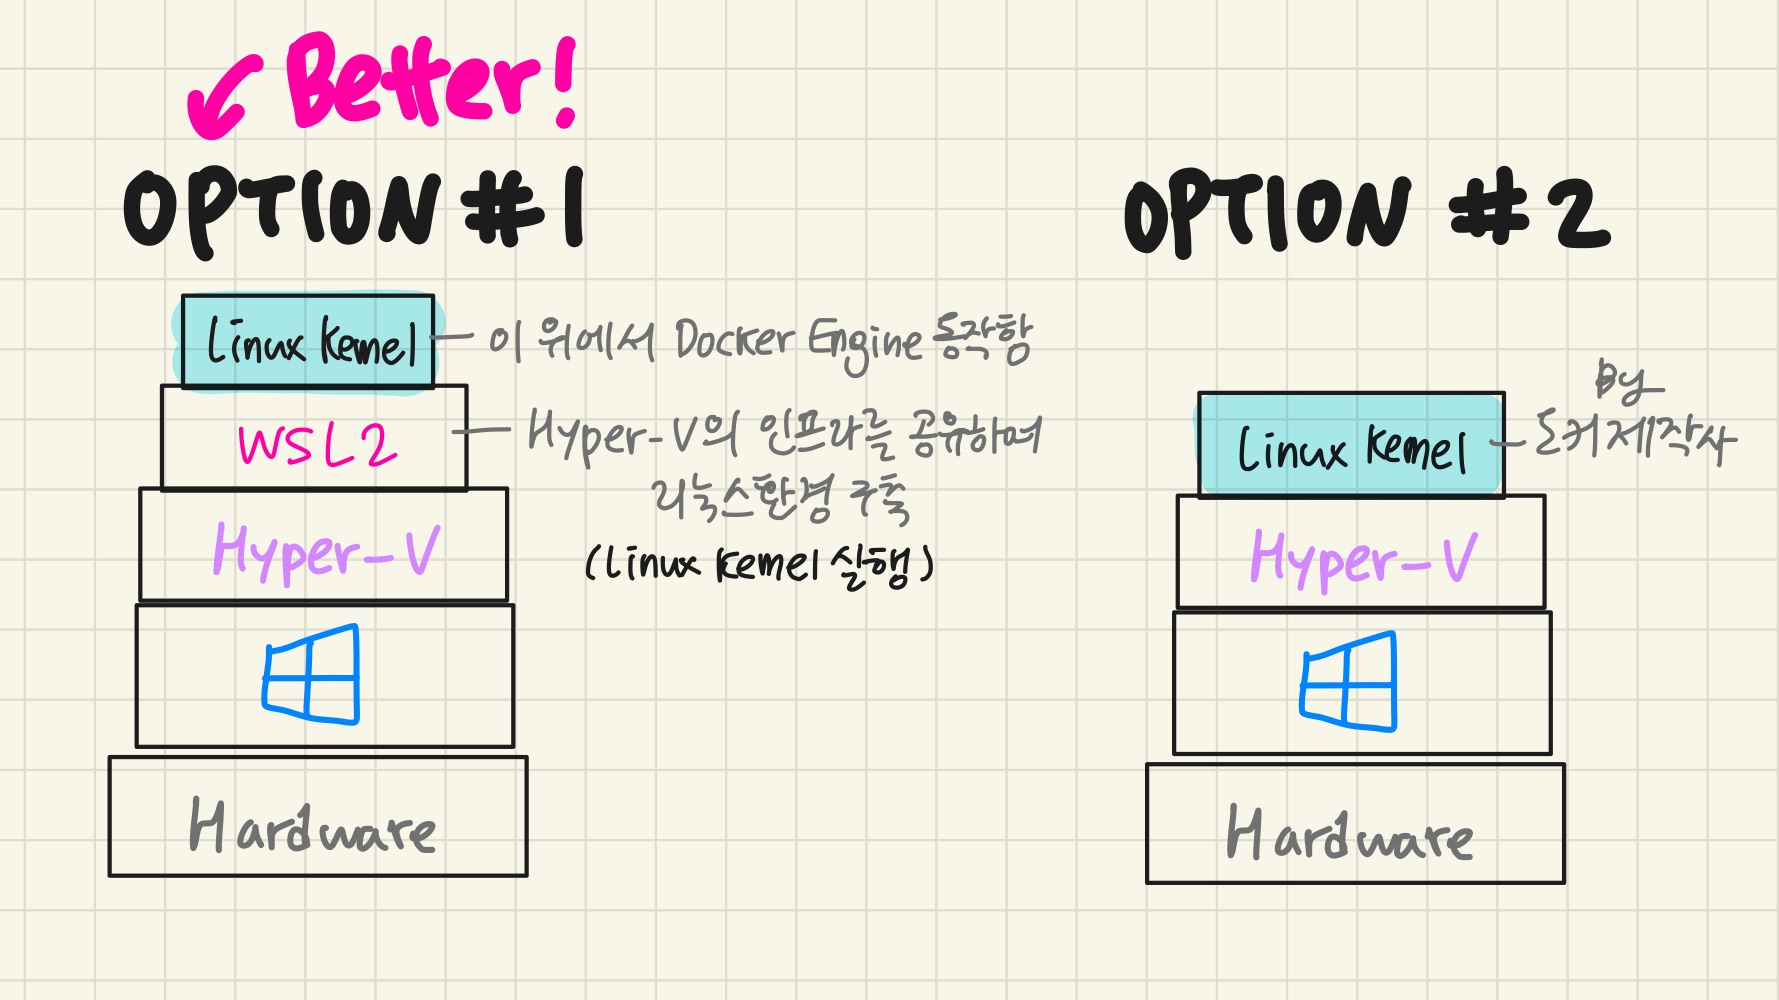 Better!
OPTION #1
Linux Kernel
이 위에서 Docker Engine 동작함
WSL2
Hyper-V의 인프라를 공유하며
리눅스환경 구축
(Linux Kernel 실행)
Hyper-V
Hardware
OPTION #2
Linux Kernel
By
도커 제작사
Hyper-V
Hardware